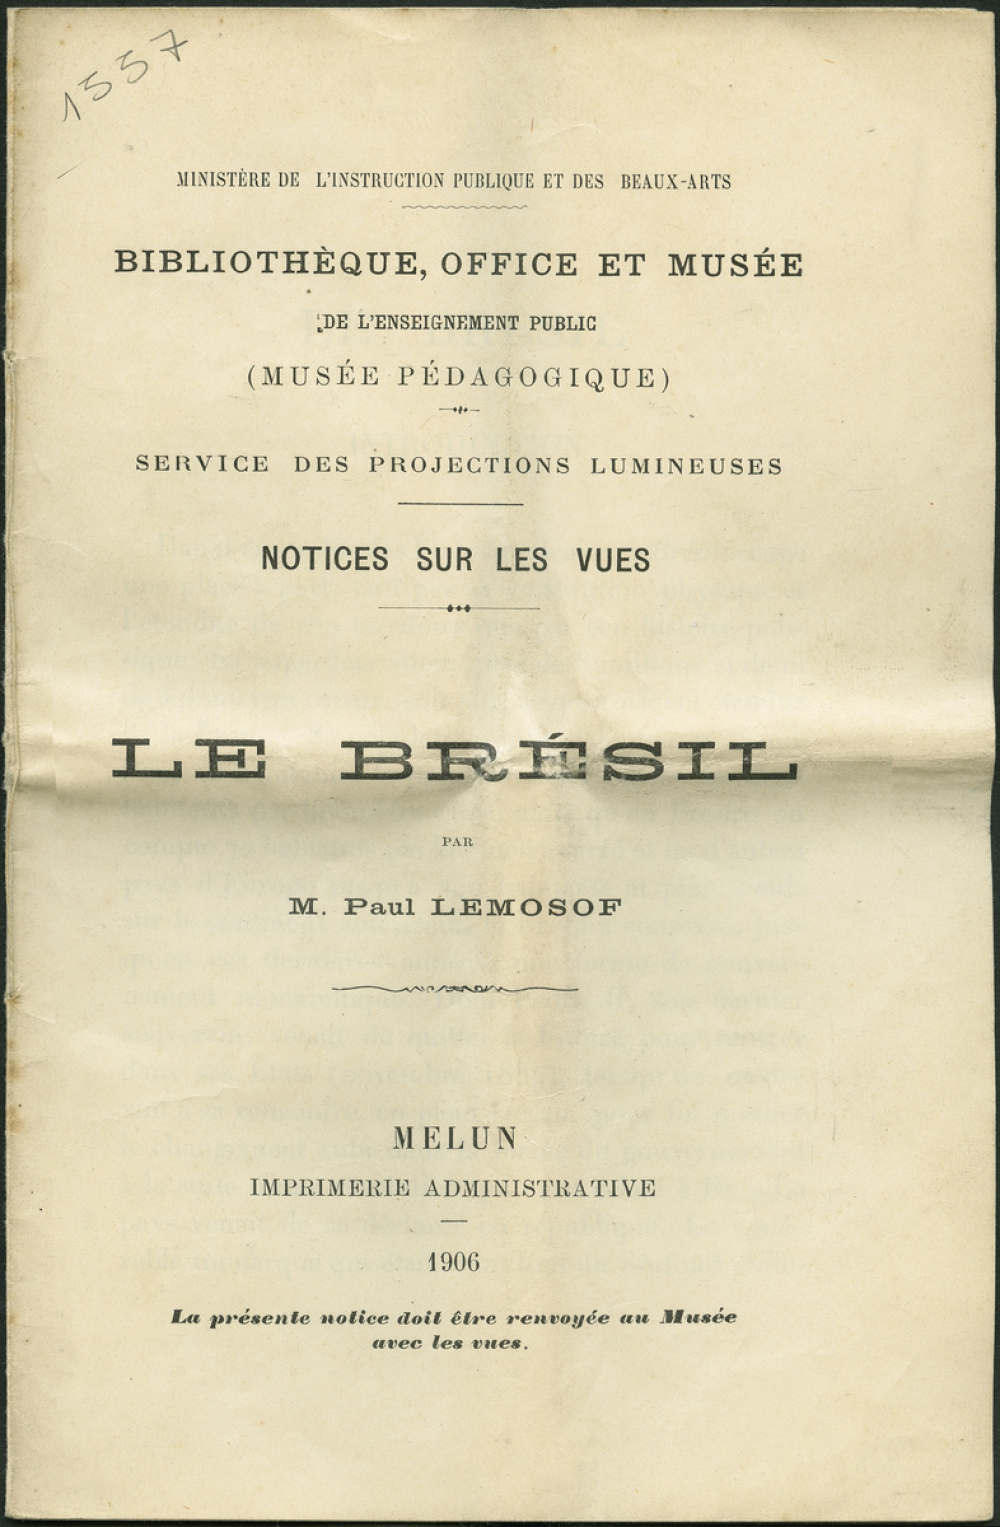 1557
MINISTÈRE DE L'INSTRUCTION PUBLIQUE ET DES BEAUX-ARTS
BIBLIOTHÈQUE, OFFICE ET MUSÉE
DE L'ENSEIGNEMENT PUBLIC
(MUSÉE PÉDAGOGIQUE)
SERVICE DES PROJECTIONS LUMINEUSES
NOTICES SUR LES VUES
LE BRÉSIL
PAR
M. Paul LEMOSOF
MELUN
IMPRIMERIE ADMINISTRATIVE
1906
La présente notice doit être renvoyée au Musée
avec les vues.